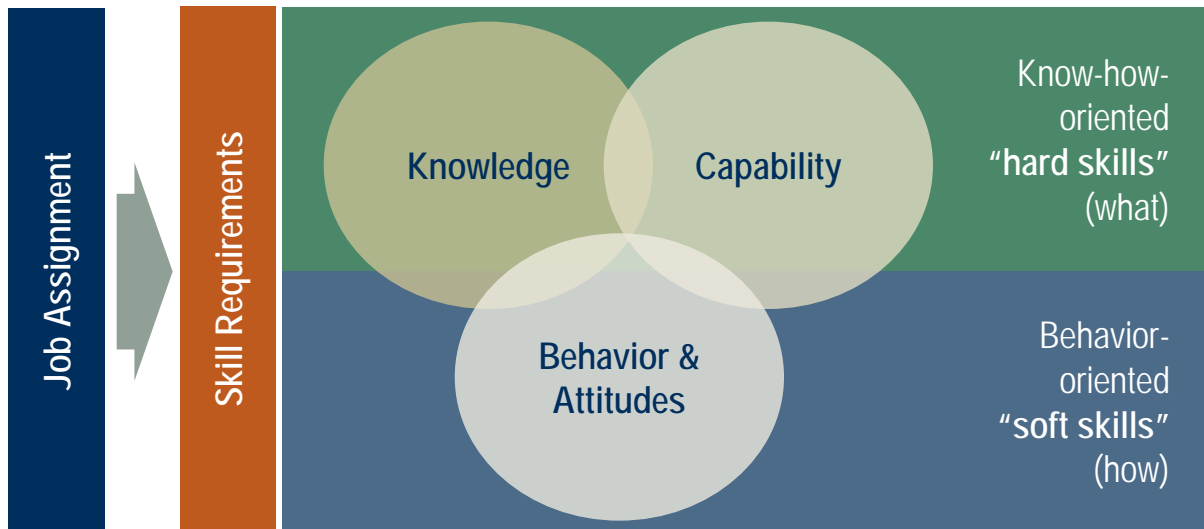 Job Assignment
Skill Requirements
Knowledge
Capability
Behavior &
Attitudes
Know-how-
oriented
“hard skills”
(what)
Behavior-
oriented
“soft skills”
(how)